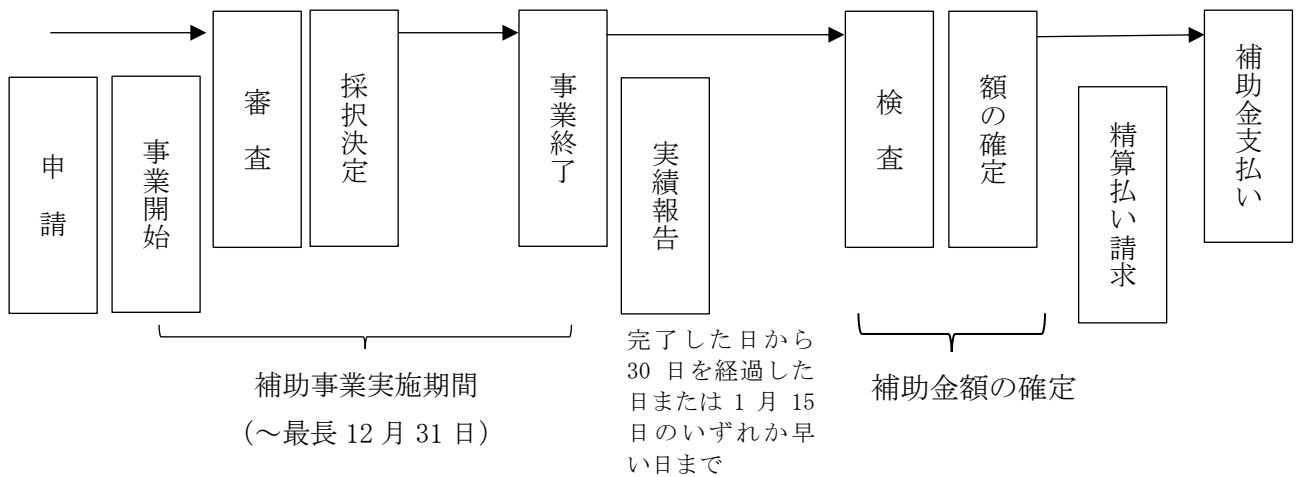 申請
事業開始
審査
採択決定
事業終了
実績報告
検査
額の確定
精算払い請求
補助金支払い
補助事業実施期間
（～最長 12 月 31 日）
完了した日から
30 日を経過した
日または 1 月 15
日のいずれか早
い日まで
補助金額の確定